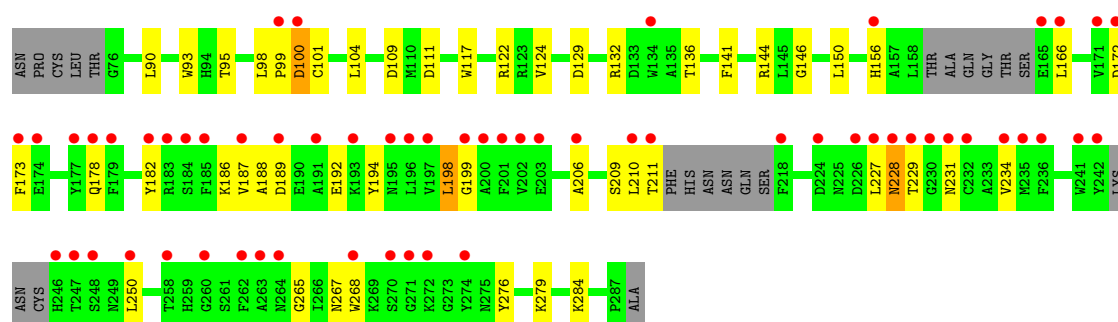 ASN PRO CYS LEU THR G76 L90 W93 H94 T95 L98 P99 D100 C101 L104 D109 M110 D111 W117 R122 R123 V124 D129 R132 D133 W134 A135 T136 F141 R144 L145 G146 L150 H156 A157 L158 THR ALA GLN GLY THR SER E165 L166 V171 D172
F173 E174 Y177 Q178 F179 Y182 R183 S184 F185 K186 V187 A188 D189 E190 A191 E192 K193 Y194 N195 L196 V197 L198 G199 A200 F201 V202 E203 A206 S209 L210 T211 PHE HIS ASN ASN GLN SER F218 D224 N225 D226 L227 N228 T229 G230 N231 C232 A233 V234 M235 F236 W241 Y242 LYS
ASN CYS H246 T247 S248 N249 L250 T258 H259 G260 S261 F262 A263 N264 G265 I266 N267 W268 K269 S270 G271 K272 G273 Y274 N275 Y276 K279 K284 P287 ALA